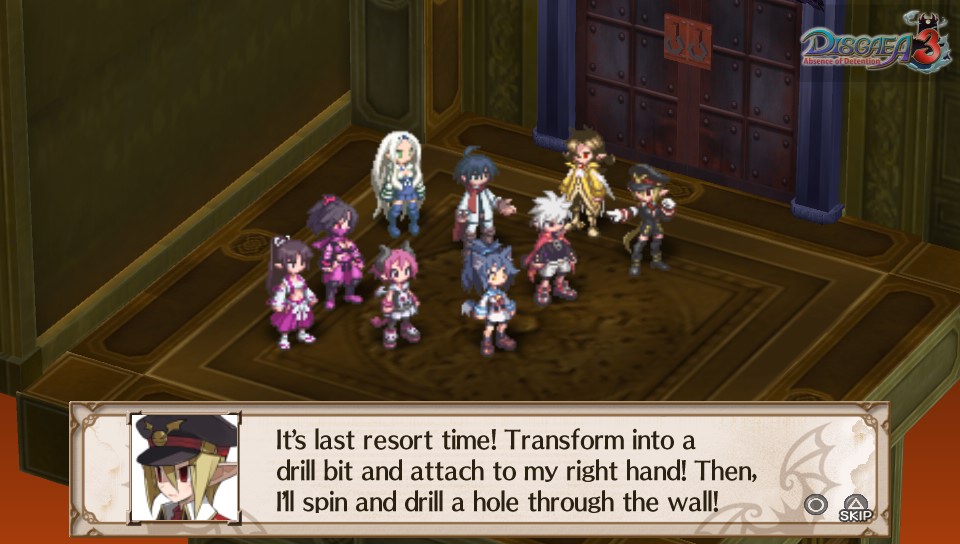 DISGAEA 3
Absence of Detention
It's last resort time! Transform into a
drill bit and attach to my right hand! Then,
I'll spin and drill a hole through the wall!
SKIP